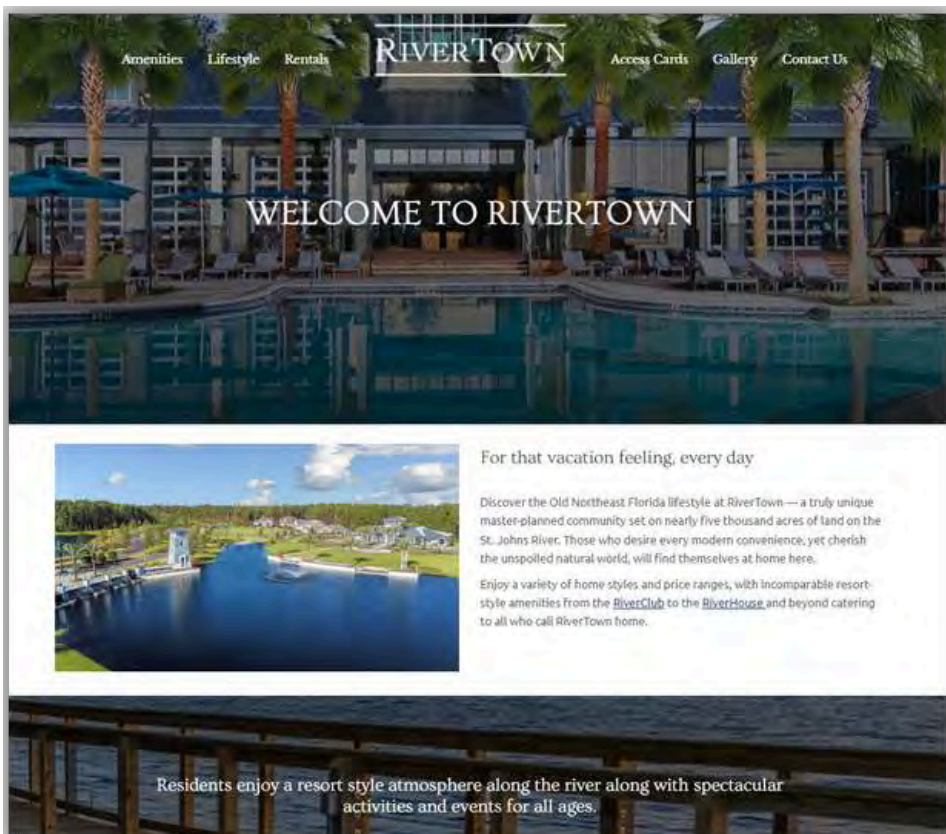 Amenities Lifestyle Rentals RIVERTOWN Access Cards Gallery Contact Us
WELCOME TO RIVERTOWN
For that vacation feeling, every day
Discover the Old Northeast Florida lifestyle at RiverTown — a truly unique
master-planned community set on nearly five thousand acres of land on the
St. Johns River. Those who desire every modern convenience, yet cherish
the unspoiled natural world, will find themselves at home here.
Enjoy a variety of home styles and price ranges, with incomparable resort-
style amenities from the RiverClub to the RiverHouse and beyond catering
to all who call RiverTown home.
Residents enjoy a resort style atmosphere along the river along with spectacular
activities and events for all ages.